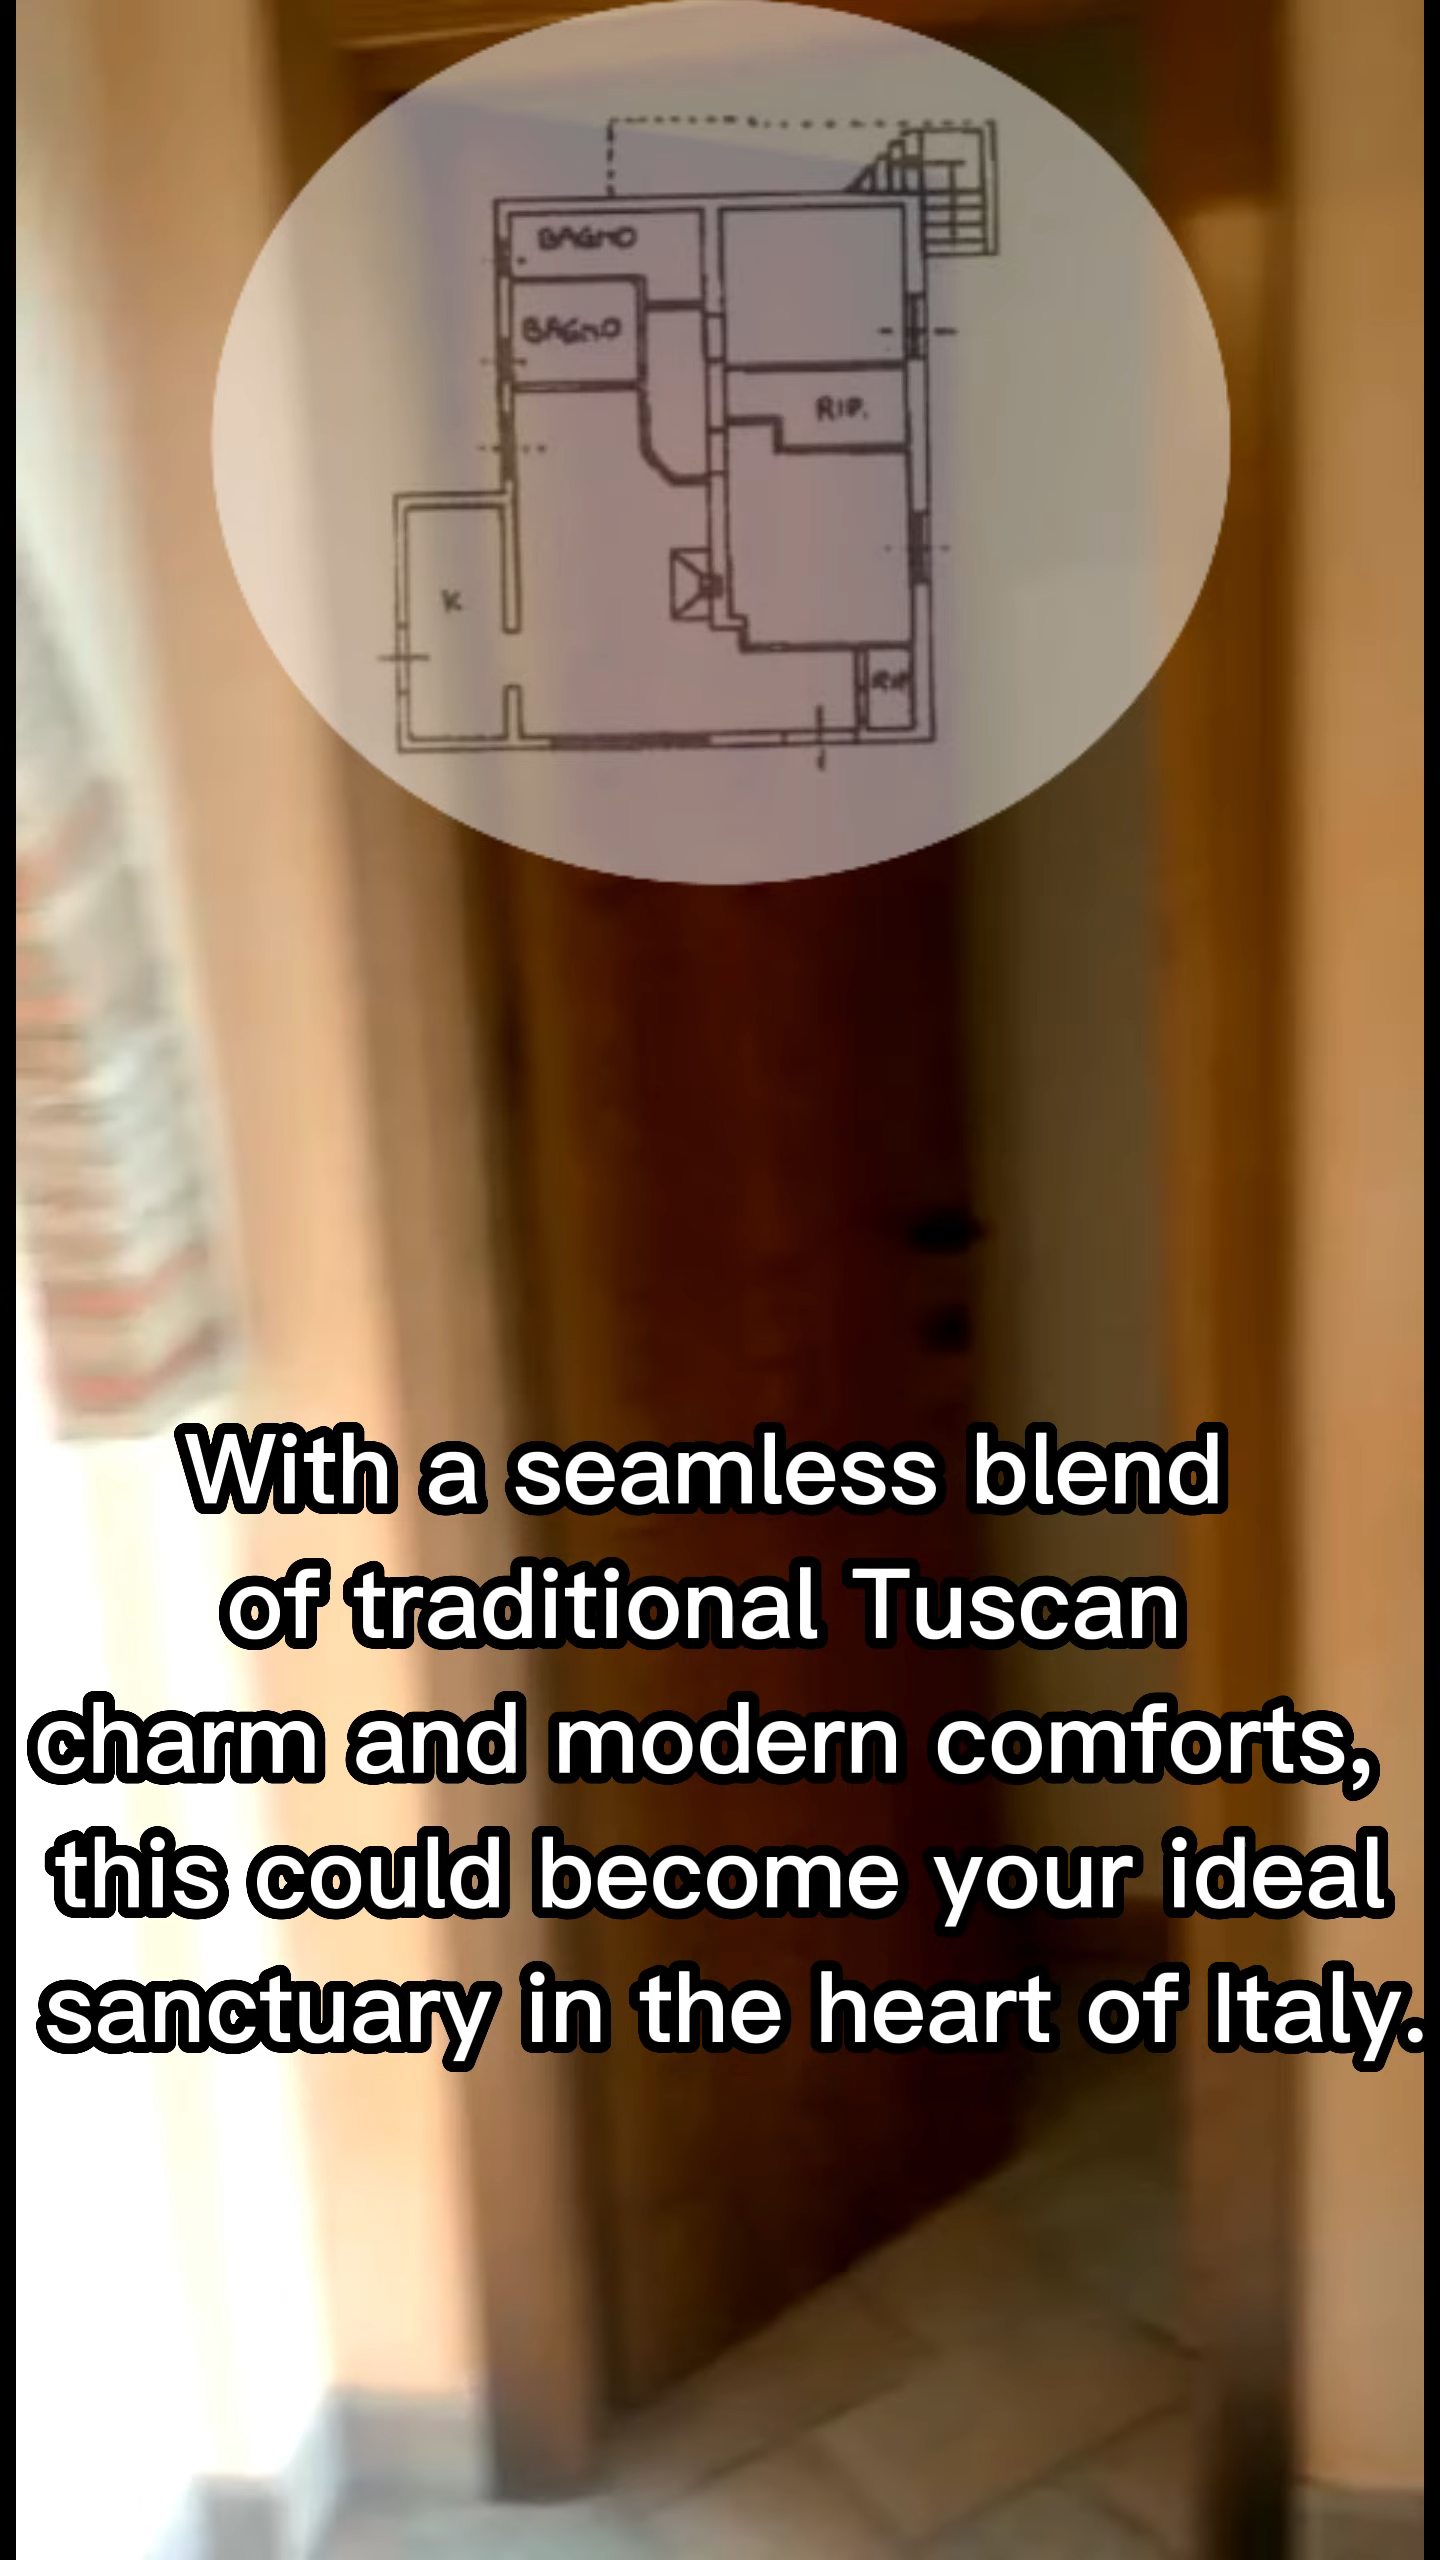 BAGNO
BAGNO
RIP.
K
RIP
With a seamless blend
of traditional Tuscan
charm and modern comforts,
this could become your ideal
sanctuary in the heart of Italy.